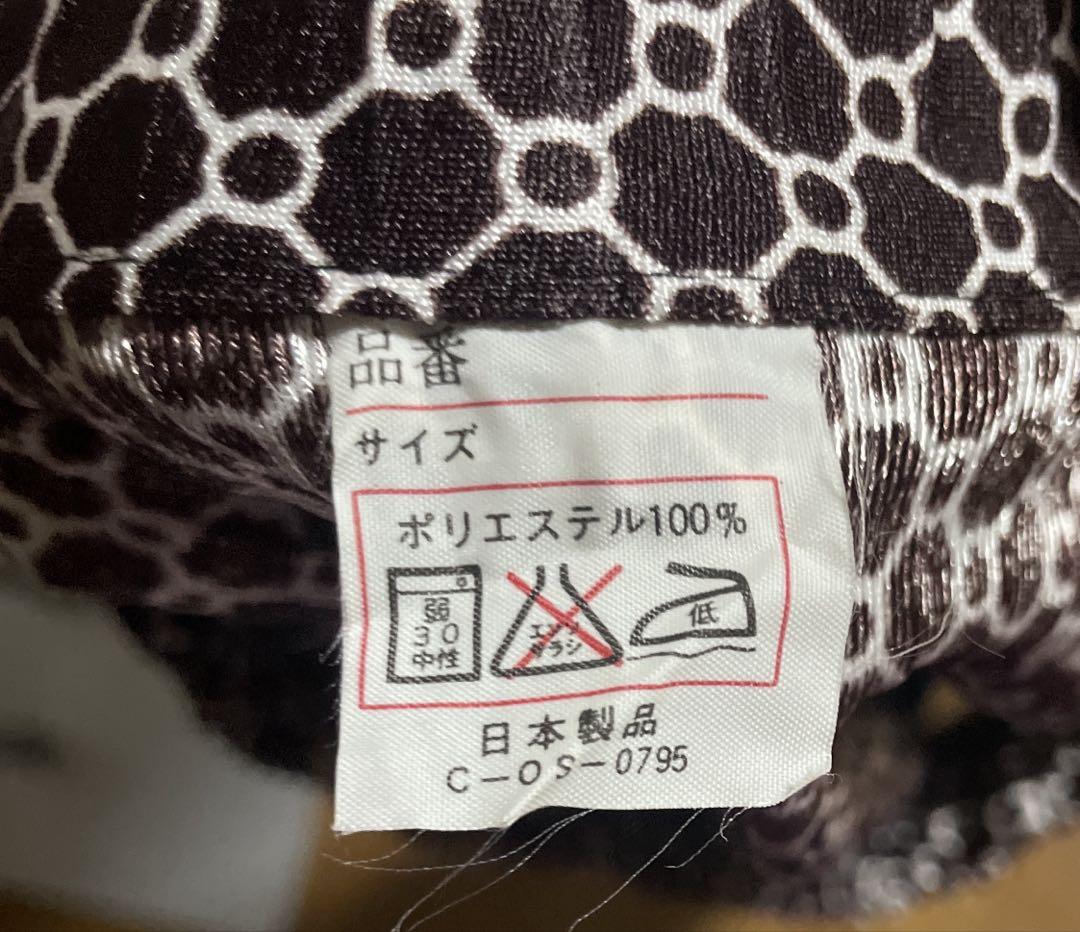 品番
サイズ
ポリエステル100%
弱
30
中性
エンソ
サラシ
低
日本製品
C-OS-0795